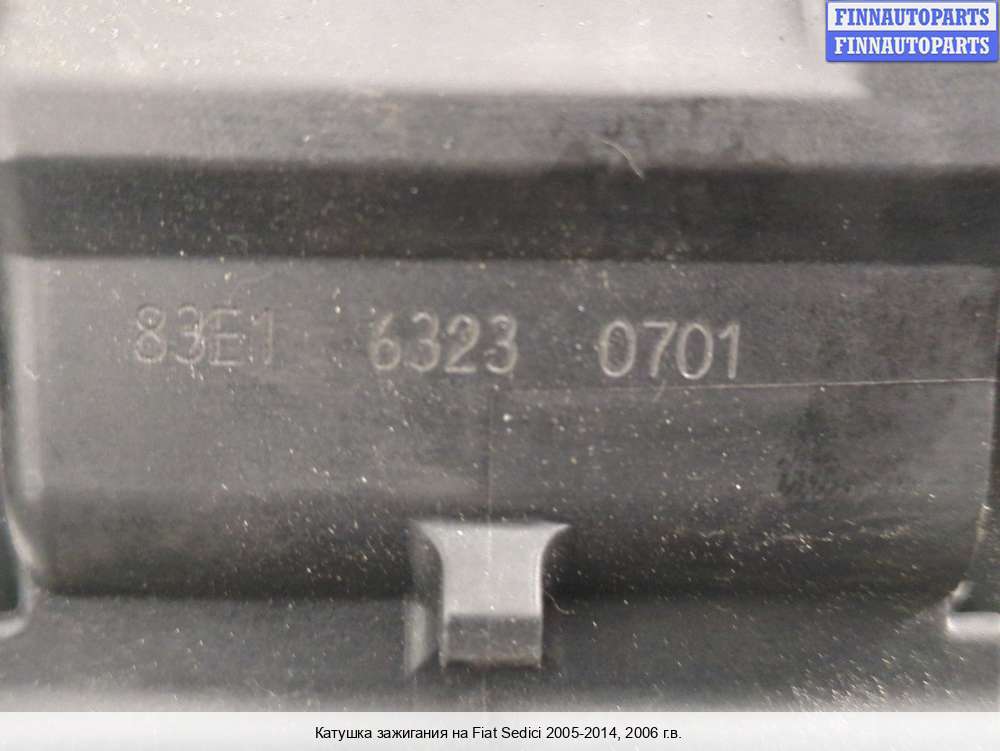 FINNAUTOPARTS
FINNAUTOPARTS
83E1 6323 0701
Катушка зажигания на Fiat Sedici 2005-2014, 2006 г.в.